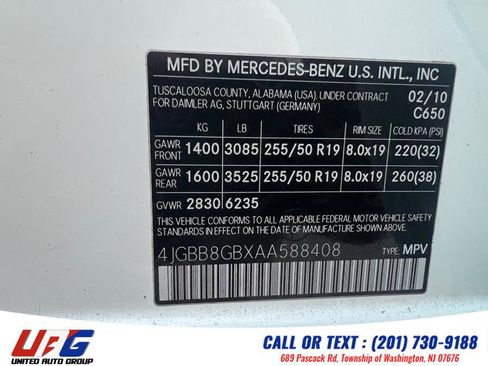 MFD BY MERCEDES-BENZ U.S. INTL., INC
TUSCALOOSA COUNTY, ALABAMA (USA), UNDER CONTRACT 02/10
FOR DAIMLER AG, STUTTGART (GERMANY) C650
KG LB TIRES RIM SIZE COLD KPA (PSI)
GAWR FRONT 1400 3085 255/50 R19 8.0x19 220(32)
GAWR REAR 1600 3525 255/50 R19 8.0x19 260(38)
GVWR 2830 6235
THIS VEHICLE CONFORMS TO ALL APPLICABLE FEDERAL MOTOR VEHICLE
SAFETY STANDARDS IN EFFECT ON THE DATE OF MANUFACTURE SHOWN ABOVE.
4JGBB8GBXAA588408 TYPE: MPV
UFG
UNITED AUTO GROUP
CALL OR TEXT : (201) 730-9188
689 Pascack Rd, Township of Washington, NJ 07676